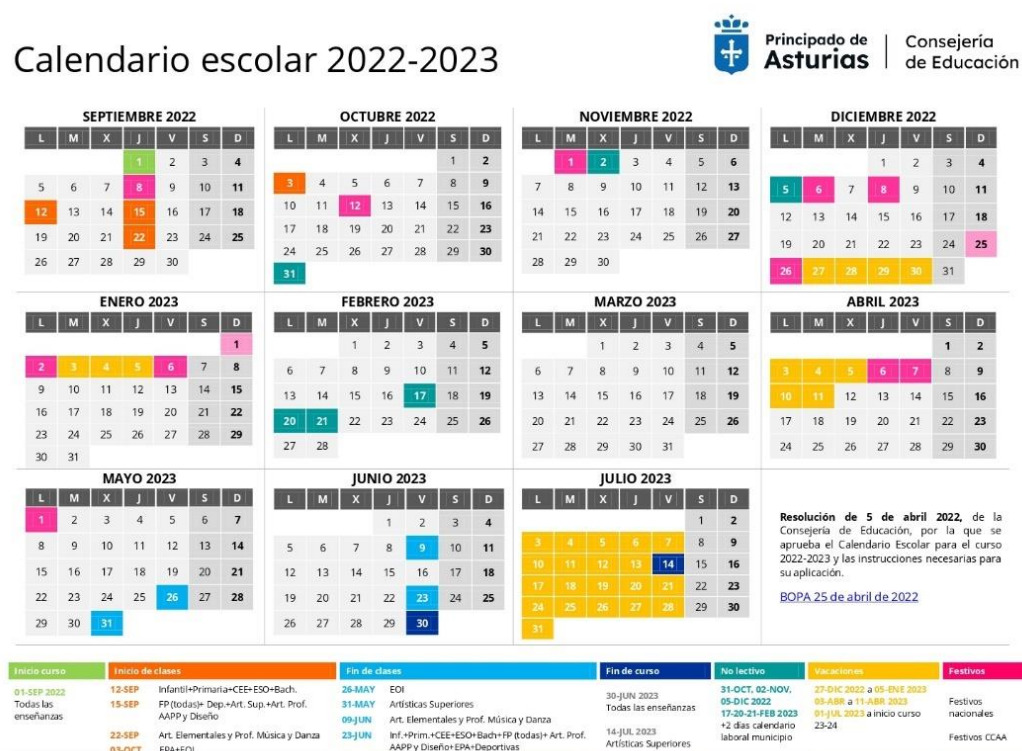 Calendario escolar 2022-2023
Principado de
Asturias
Consejería
de Educación
SEPTIEMBRE 2022
L M X J V S D
1 2 3 4
5 6 7 8 9 10 11
12 13 14 15 16 17 18
19 20 21 22 23 24 25
26 27 28 29 30
OCTUBRE 2022
L M X J V S D
1 2
3 4 5 6 7 8 9
10 11 12 13 14 15 16
17 18 19 20 21 22 23
24 25 26 27 28 29 30
31
NOVIEMBRE 2022
L M X J V S D
1 2 3 4 5 6
7 8 9 10 11 12 13
14 15 16 17 18 19 20
21 22 23 24 25 26 27
28 29 30
DICIEMBRE 2022
L M X J V S D
1 2 3 4
5 6 7 8 9 10 11
12 13 14 15 16 17 18
19 20 21 22 23 24 25
26 27 28 29 30 31
ENERO 2023
L M X J V S D
1
2 3 4 5 6 7 8
9 10 11 12 13 14 15
16 17 18 19 20 21 22
23 24 25 26 27 28 29
30 31
FEBRERO 2023
L M X J V S D
1 2 3 4 5
6 7 8 9 10 11 12
13 14 15 16 17 18 19
20 21 22 23 24 25 26
27 28
MARZO 2023
L M X J V S D
1 2 3 4 5
6 7 8 9 10 11 12
13 14 15 16 17 18 19
20 21 22 23 24 25 26
27 28 29 30 31
ABRIL 2023
L M X J V S D
1 2
3 4 5 6 7 8 9
10 11 12 13 14 15 16
17 18 19 20 21 22 23
24 25 26 27 28 29 30
MAYO 2023
L M X J V S D
1 2 3 4 5 6 7
8 9 10 11 12 13 14
15 16 17 18 19 20 21
22 23 24 25 26 27 28
29 30 31
JUNIO 2023
L M X J V S D
1 2 3 4
5 6 7 8 9 10 11
12 13 14 15 16 17 18
19 20 21 22 23 24 25
26 27 28 29 30
JULIO 2023
L M X J V S D
1 2
3 4 5 6 7 8 9
10 11 12 13 14 15 16
17 18 19 20 21 22 23
24 25 26 27 28 29 30
31
Resolución de 5 de abril 2022, de la
Consejería de Educación, por la que se
aprueba el Calendario Escolar para el curso
2022-2023 y las instrucciones necesarias para
su aplicación.
BOPA 25 de abril de 2022
Inicio curso
01-SEP 2022
Todas las
enseñanzas
Inicio de clases
12-SEP Infantil+Primaria+CEE+ESO+Bach.
15-SEP FP (todas)+ Dep.+Art. Sup.+Art. Prof.
AAPP y Diseño
22-SEP Art. Elementales y Prof. Música y Danza
03-OCT EPA+EOI
Fin de clases
26-MAY EOI
31-MAY Artísticas Superiores
09-JUN Art. Elementales y Prof. Música y Danza
23-JUN Inf.+Prim.+CEE+ESO+Bach+FP (todas)+ Art. Prof.
AAPP y Diseño+EPA+Deportivas
Fin de curso
30-JUN 2023
Todas las enseñanzas
14-JUL 2023
Artísticas Superiores
No lectivo
31-OCT, 02-NOV.
05-DIC 2022
17-20-21-FEB 2023
+2 días calendario
laboral municipio
Vacaciones
27-DIC 2022 a 05-ENE 2023
03-ABR a 11-ABR 2023
01-JUL 2023 a inicio curso
23-24
Festivos
Festivos
nacionales
Festivos CCAA